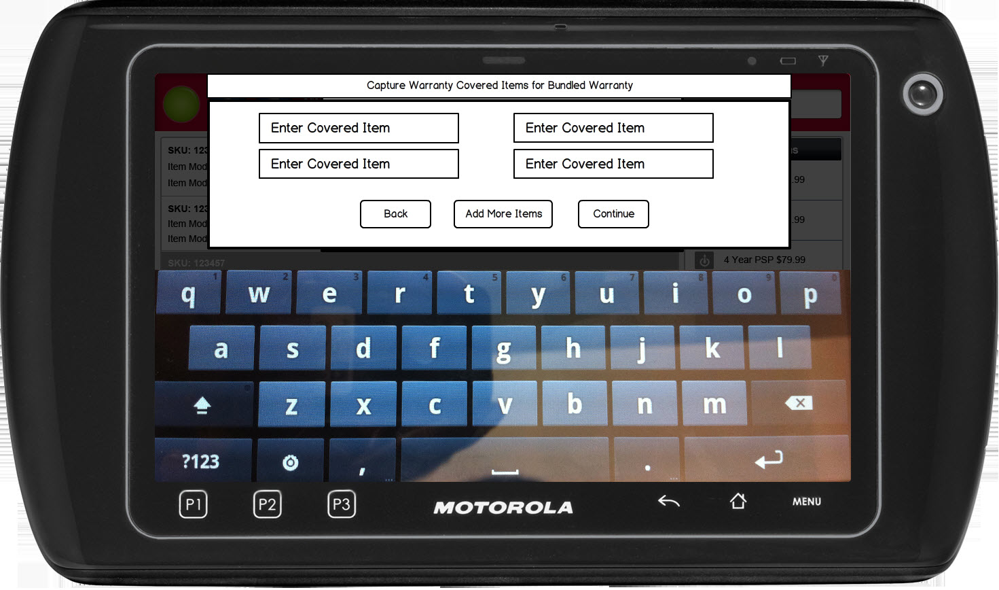 Capture Warranty Covered Items for Bundled Warranty
Enter Covered Item
Enter Covered Item
Enter Covered Item
Enter Covered Item
Back
Add More Items
Continue
SKU: 123
Item Mod
Item Mod
SKU: 123
Item Mod
Item Mod
SKU: 123457
.99
.99
4 Year PSP $79.99
1 2 3 4 5 6 7 8 9 0
q w e r t y u i o p
a s d f g h j k l
z x c v b n m
?123 , .
P1 P2 P3 MOTOROLA MENU